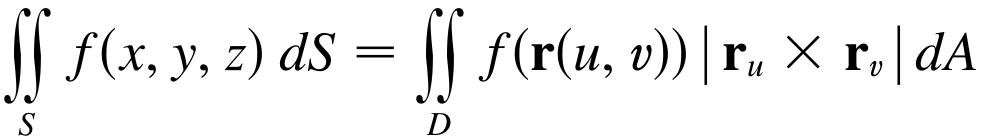 ∬_S f(x, y, z) dS = ∬_D f(r(u, v)) | r_u × r_v | dA